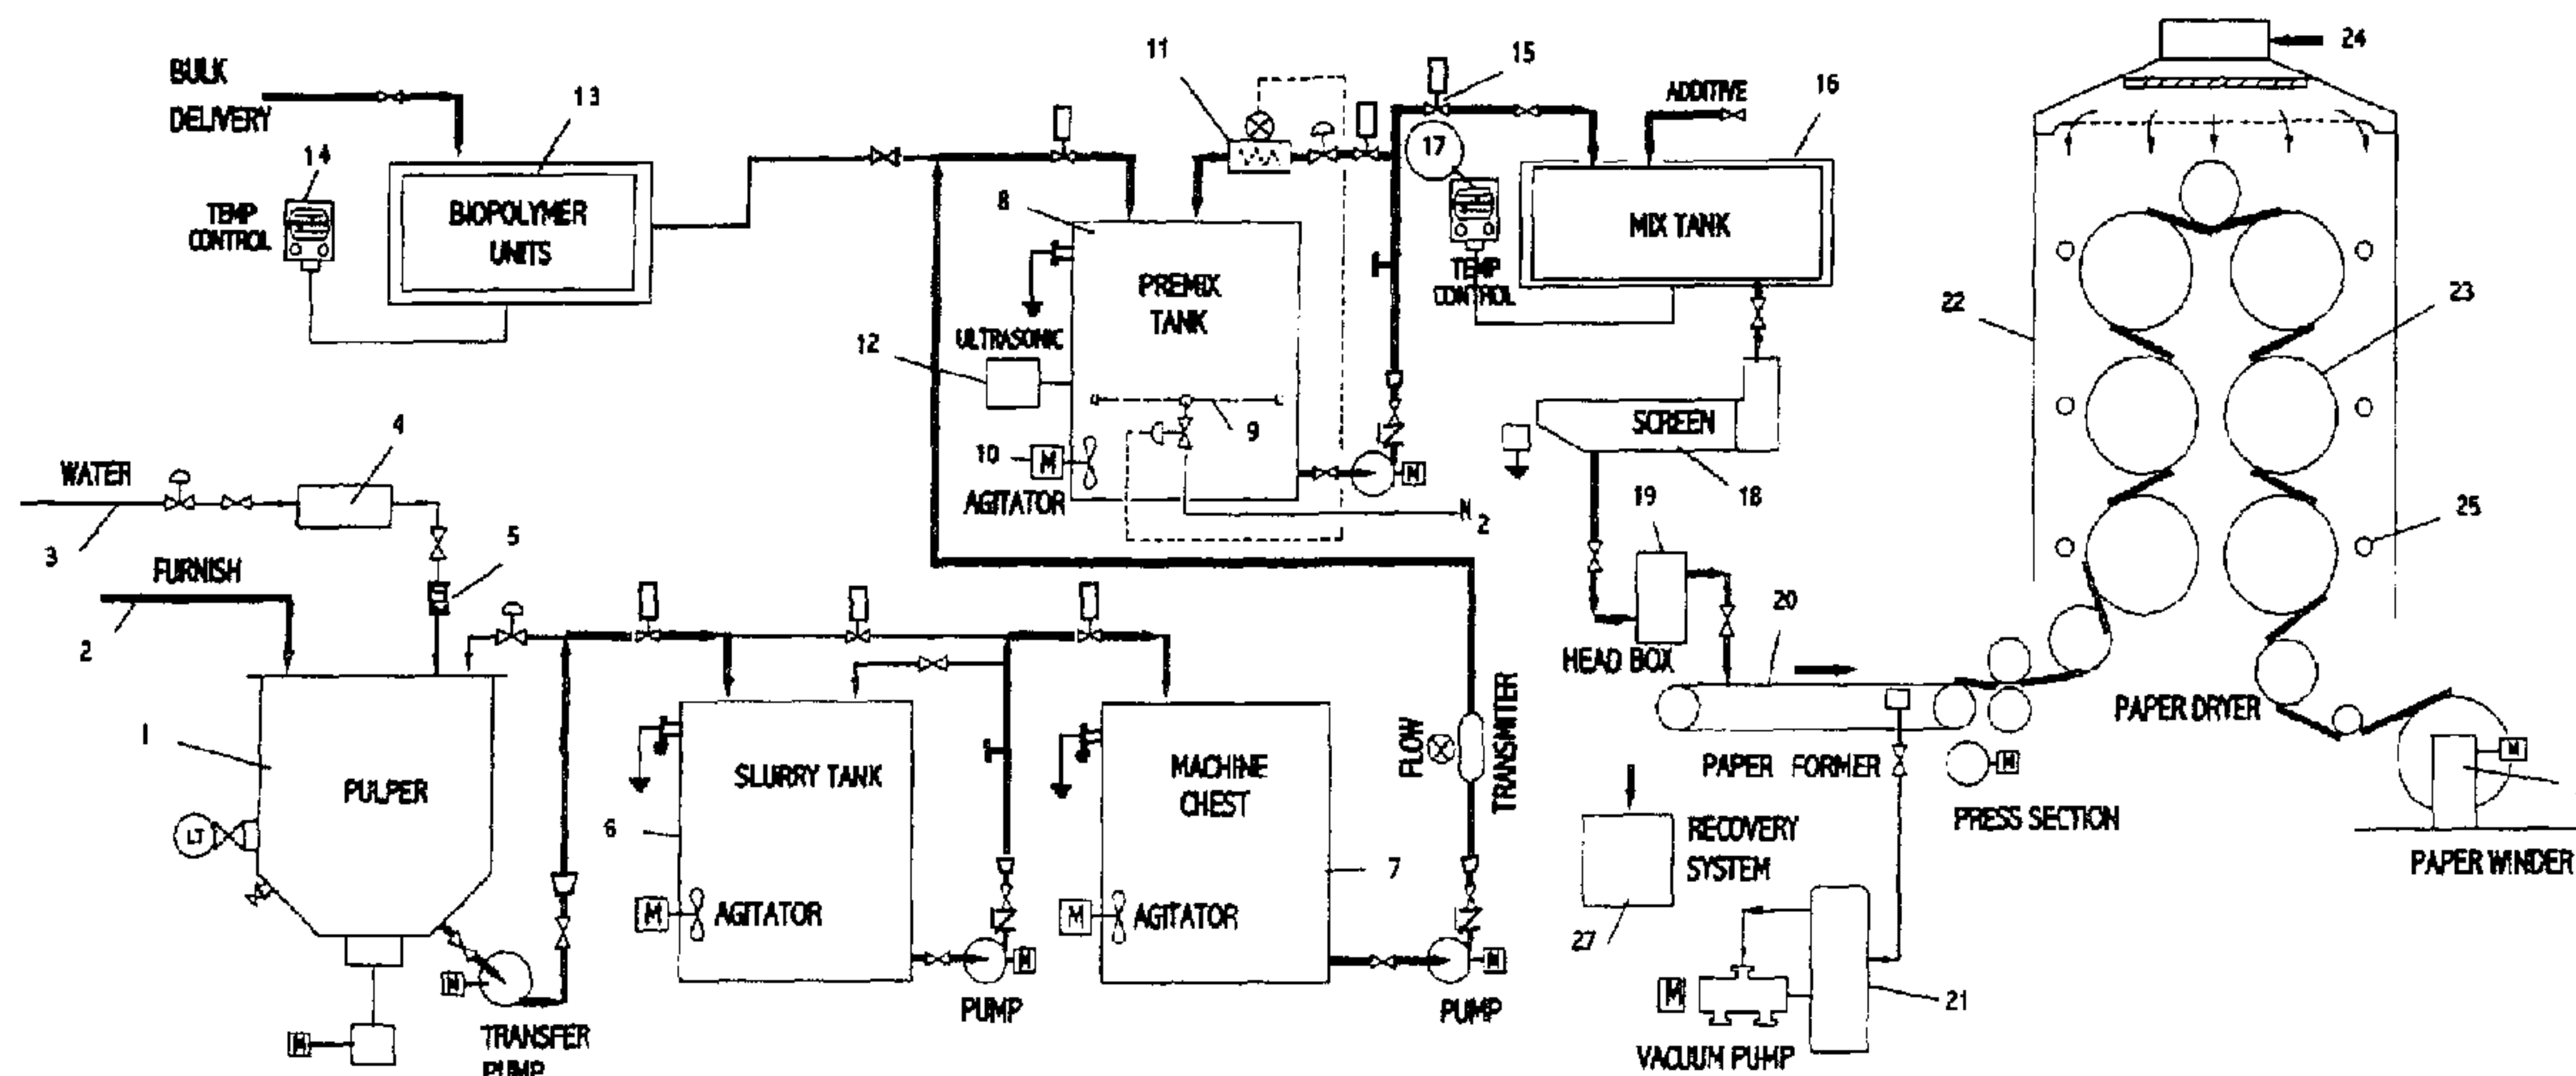 BULK
DELIVERY
13
14
TEMP
CONTROL
BIOPOLYMER
UNITS
11
15
17
TEMP
CONTROL
ADDITIVE
16
MIX TANK
24
8
PREMIX
TANK
ULTRASONIC
12
9
10
M
AGITATOR
M
N2
SCREEN
18
22
23
25
WATER
3
4
5
FURNISH
2
1
PULPER
LT
M
M
TRANSFER
PUMP
6
SLURRY TANK
M
AGITATOR
M
PUMP
MACHINE
CHEST
7
M
AGITATOR
M
PUMP
FLOW
TRANSMITER
19
HEAD BOX
20
PAPER FORMER
M
PRESS SECTION
PAPER DRYER
M
PAPER WINDER
RECOVERY
SYSTEM
27
M
21
VACUUM PUMP